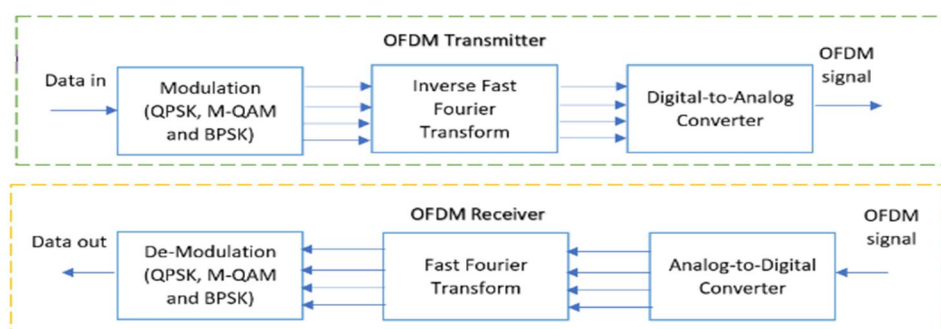 OFDM Transmitter
Data in
Modulation
(QPSK, M-QAM
and BPSK)
Inverse Fast
Fourier
Transform
Digital-to-Analog
Converter
OFDM
signal
OFDM Receiver
Data out
De-Modulation
(QPSK, M-QAM
and BPSK)
Fast Fourier
Transform
Analog-to-Digital
Converter
OFDM
signal